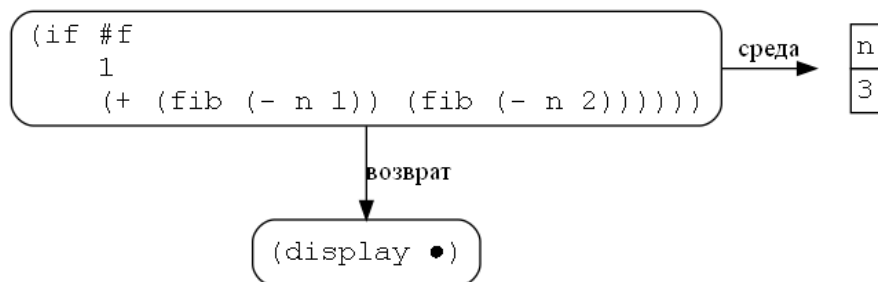 (if #f
1
(+ (fib (- n 1)) (fib (- n 2))))))
среда
n
3
возврат
(display ●)